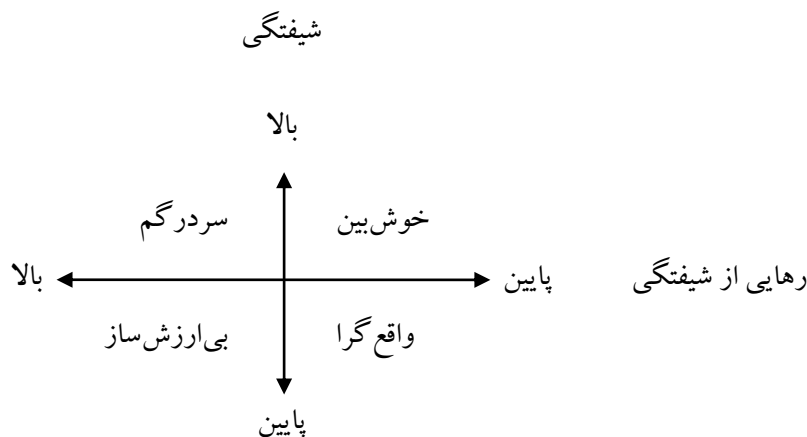 شیفتگی
بالا
خوش‌بین
سردرگم
رهایی از شیفتگی
پایین
بالا
واقع‌گرا
بی‌ارزش‌ساز
پایین